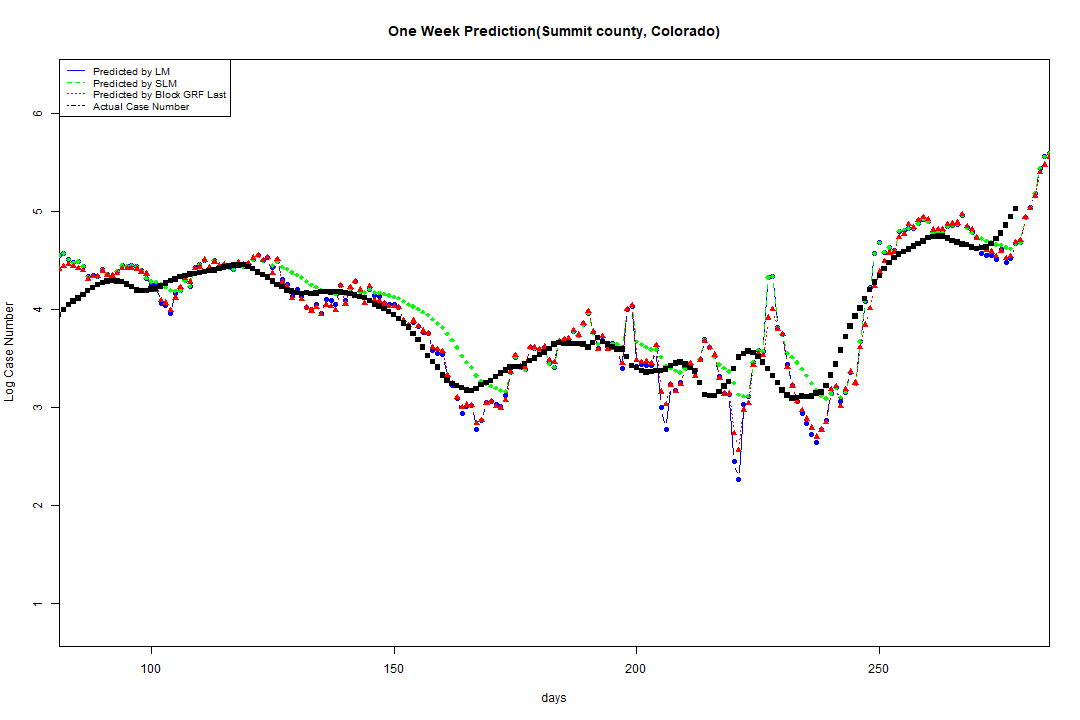 One Week Prediction(Summit county, Colorado)
Predicted by LM
Predicted by SLM
Predicted by Block GRF Last
Actual Case Number
Log Case Number
6
5
4
3
2
1
100 150 200 250
days